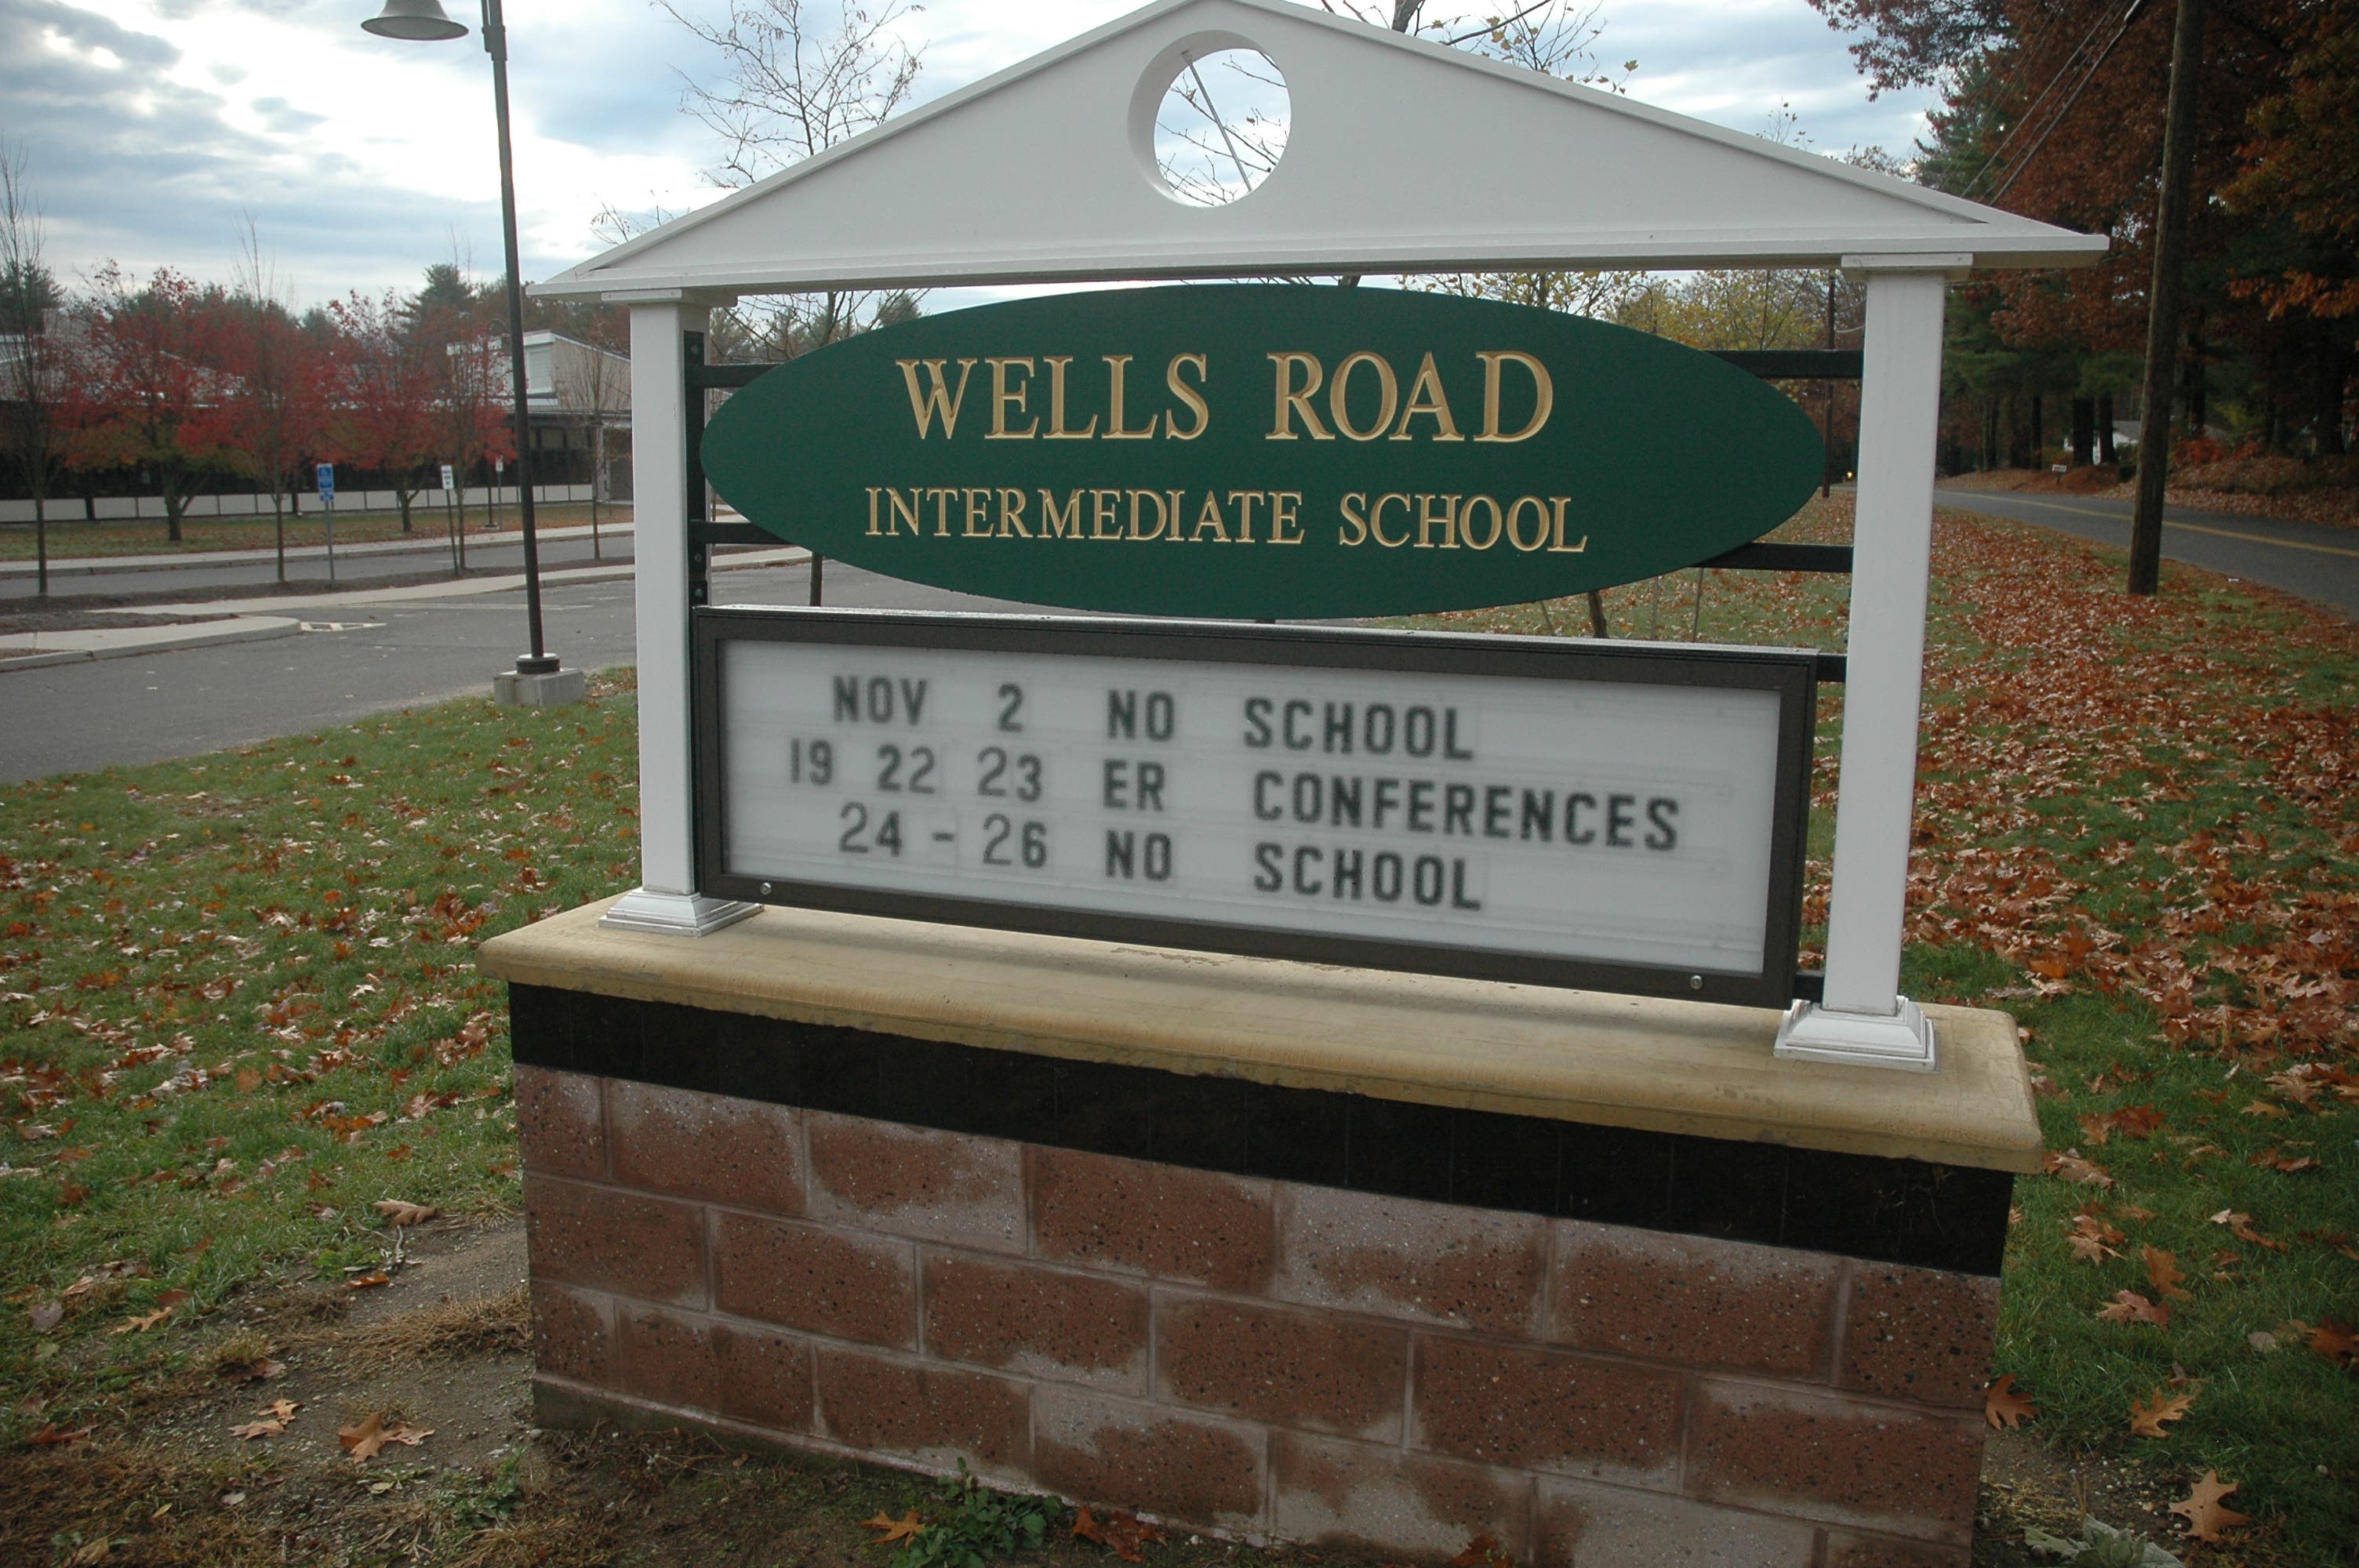 WELLS ROAD
INTERMEDIATE SCHOOL
NOV 2 NO SCHOOL
19 22 23 ER CONFERENCES
24 - 26 NO SCHOOL